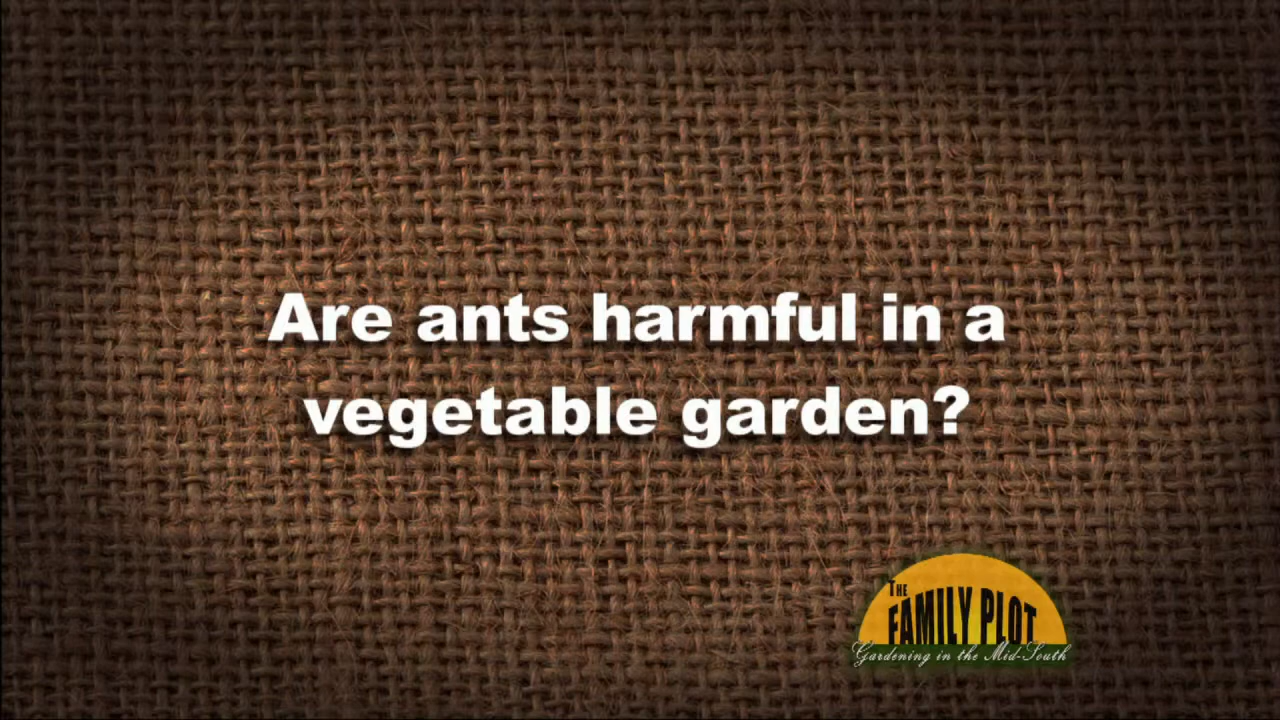 Are ants harmful in a
vegetable garden?
THE
FAMILY PLOT
Gardening in the Mid-South